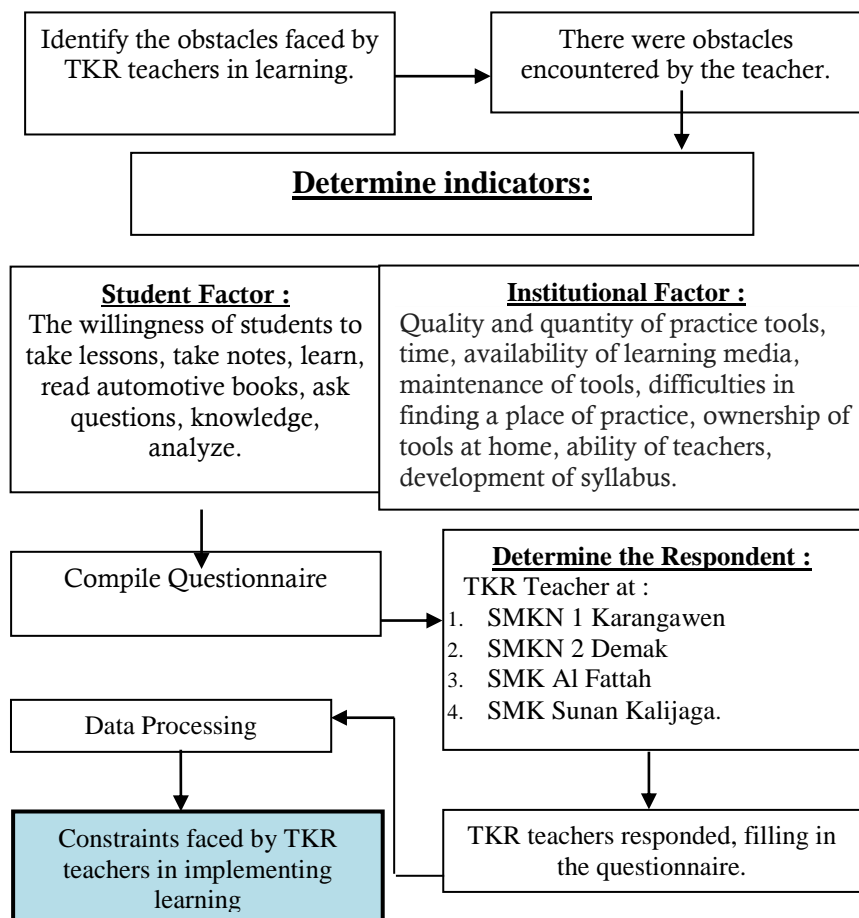 Identify the obstacles faced by
TKR teachers in learning.
There were obstacles
encountered by the teacher.
Determine indicators:
Student Factor :
The willingness of students to
take lessons, take notes, learn,
read automotive books, ask
questions, knowledge,
analyze.
Institutional Factor :
Quality and quantity of practice tools,
time, availability of learning media,
maintenance of tools, difficulties in
finding a place of practice, ownership of
tools at home, ability of teachers,
development of syllabus.
Compile Questionnaire
Determine the Respondent :
TKR Teacher at :
1. SMKN 1 Karangawen
2. SMKN 2 Demak
3. SMK Al Fattah
4. SMK Sunan Kalijaga.
Data Processing
TKR teachers responded, filling in
the questionnaire.
Constraints faced by TKR
teachers in implementing
learning